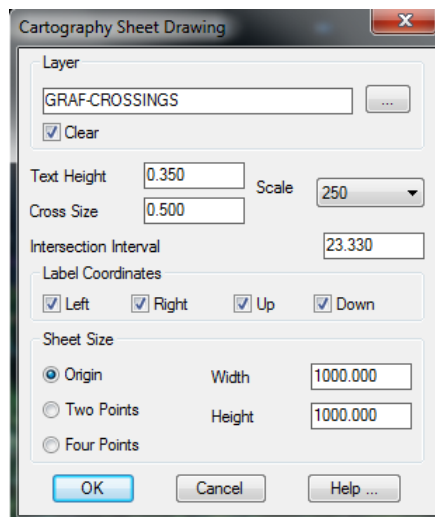 Cartography Sheet Drawing
Layer
GRAF-CROSSINGS ...
Clear
Text Height 0.350
Scale 250
Cross Size 0.500
Intersection Interval 23.330
Label Coordinates
Left Right Up Down
Sheet Size
Origin Width 1000.000
Two Points Height 1000.000
Four Points
OK Cancel Help ...